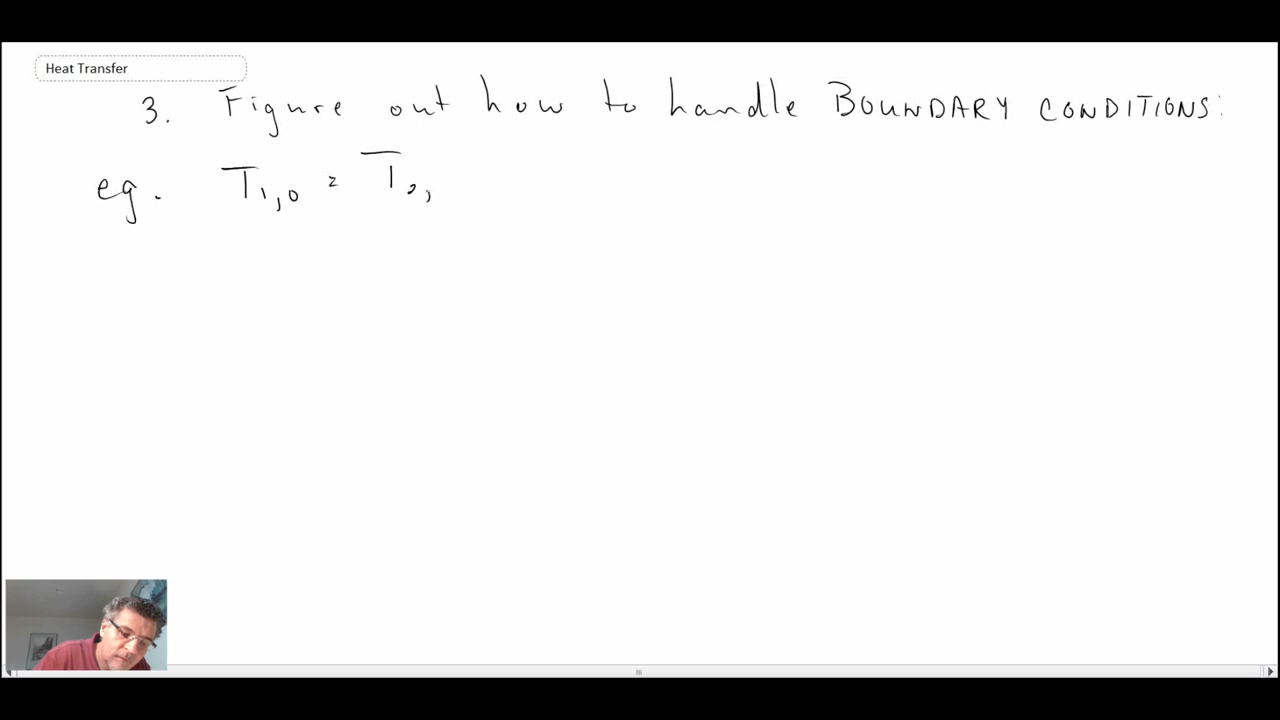 Heat Transfer
3. Figure out how to handle BOUNDARY CONDITIONS:
eg. T1,0 = T2,